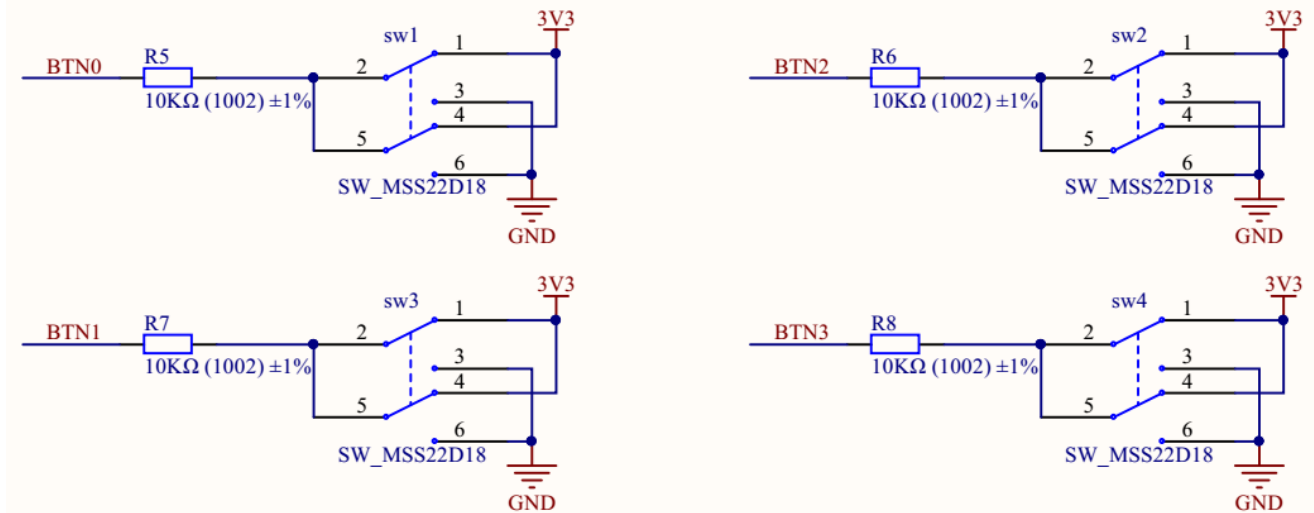 3V3
sw1
1
BTN0
R5
2
10KΩ (1002) ±1%
3
4
5
6
SW_MSS22D18
GND
3V3
sw2
1
BTN2
R6
2
10KΩ (1002) ±1%
3
4
5
6
SW_MSS22D18
GND
3V3
sw3
1
BTN1
R7
2
10KΩ (1002) ±1%
3
4
5
6
SW_MSS22D18
GND
3V3
sw4
1
BTN3
R8
2
10KΩ (1002) ±1%
3
4
5
6
SW_MSS22D18
GND